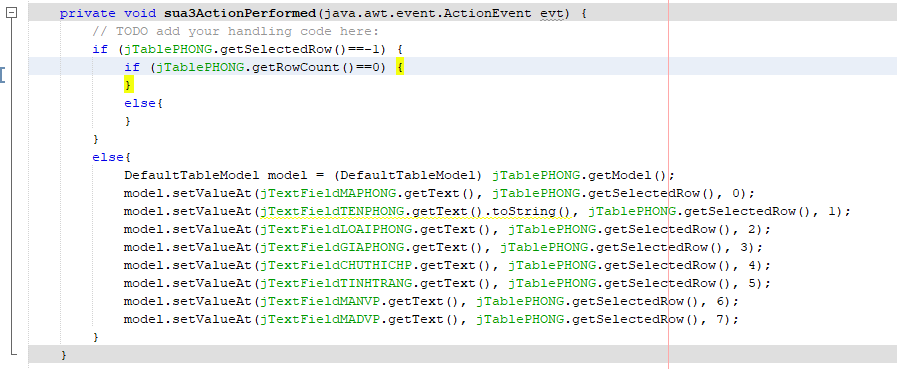 private void sua3ActionPerformed(java.awt.event.ActionEvent evt) {
// TODO add your handling code here:
if (jTablePHONG.getSelectedRow()==-1) {
if (jTablePHONG.getRowCount()==0) {
}
else{
}
}
else{
DefaultTableModel model = (DefaultTableModel) jTablePHONG.getModel();
model.setValueAt(jTextFieldMAPHONG.getText(), jTablePHONG.getSelectedRow(), 0);
model.setValueAt(jTextFieldTENPHONG.getText().toString(), jTablePHONG.getSelectedRow(), 1);
model.setValueAt(jTextFieldLOAIPHONG.getText(), jTablePHONG.getSelectedRow(), 2);
model.setValueAt(jTextFieldGIAPHONG.getText(), jTablePHONG.getSelectedRow(), 3);
model.setValueAt(jTextFieldCHUTHICHP.getText(), jTablePHONG.getSelectedRow(), 4);
model.setValueAt(jTextFieldTINHTRANG.getText(), jTablePHONG.getSelectedRow(), 5);
model.setValueAt(jTextFieldMANVP.getText(), jTablePHONG.getSelectedRow(), 6);
model.setValueAt(jTextFieldMADVP.getText(), jTablePHONG.getSelectedRow(), 7);
}
}